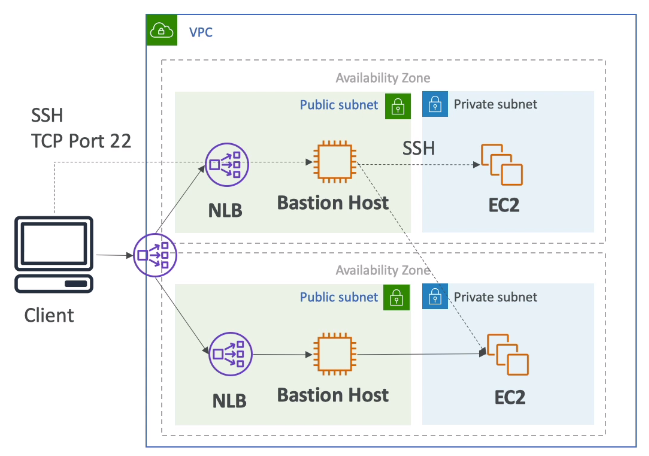 VPC
Availability Zone
Public subnet
Private subnet
SSH
TCP Port 22
SSH
NLB
Bastion Host
EC2
Availability Zone
Public subnet
Private subnet
Client
NLB
Bastion Host
EC2